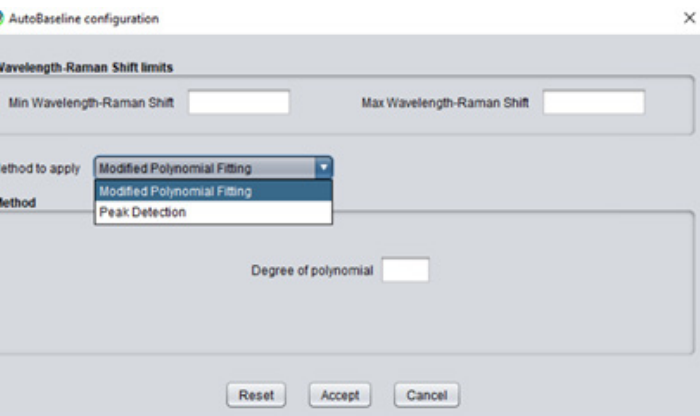 AutoBaseline configuration
Wavelength-Raman Shift limits
Min Wavelength-Raman Shift Max Wavelength-Raman Shift
Method to apply Modified Polynomial Fitting
Modified Polynomial Fitting
Peak Detection
Method
Degree of polynomial
Reset Accept Cancel